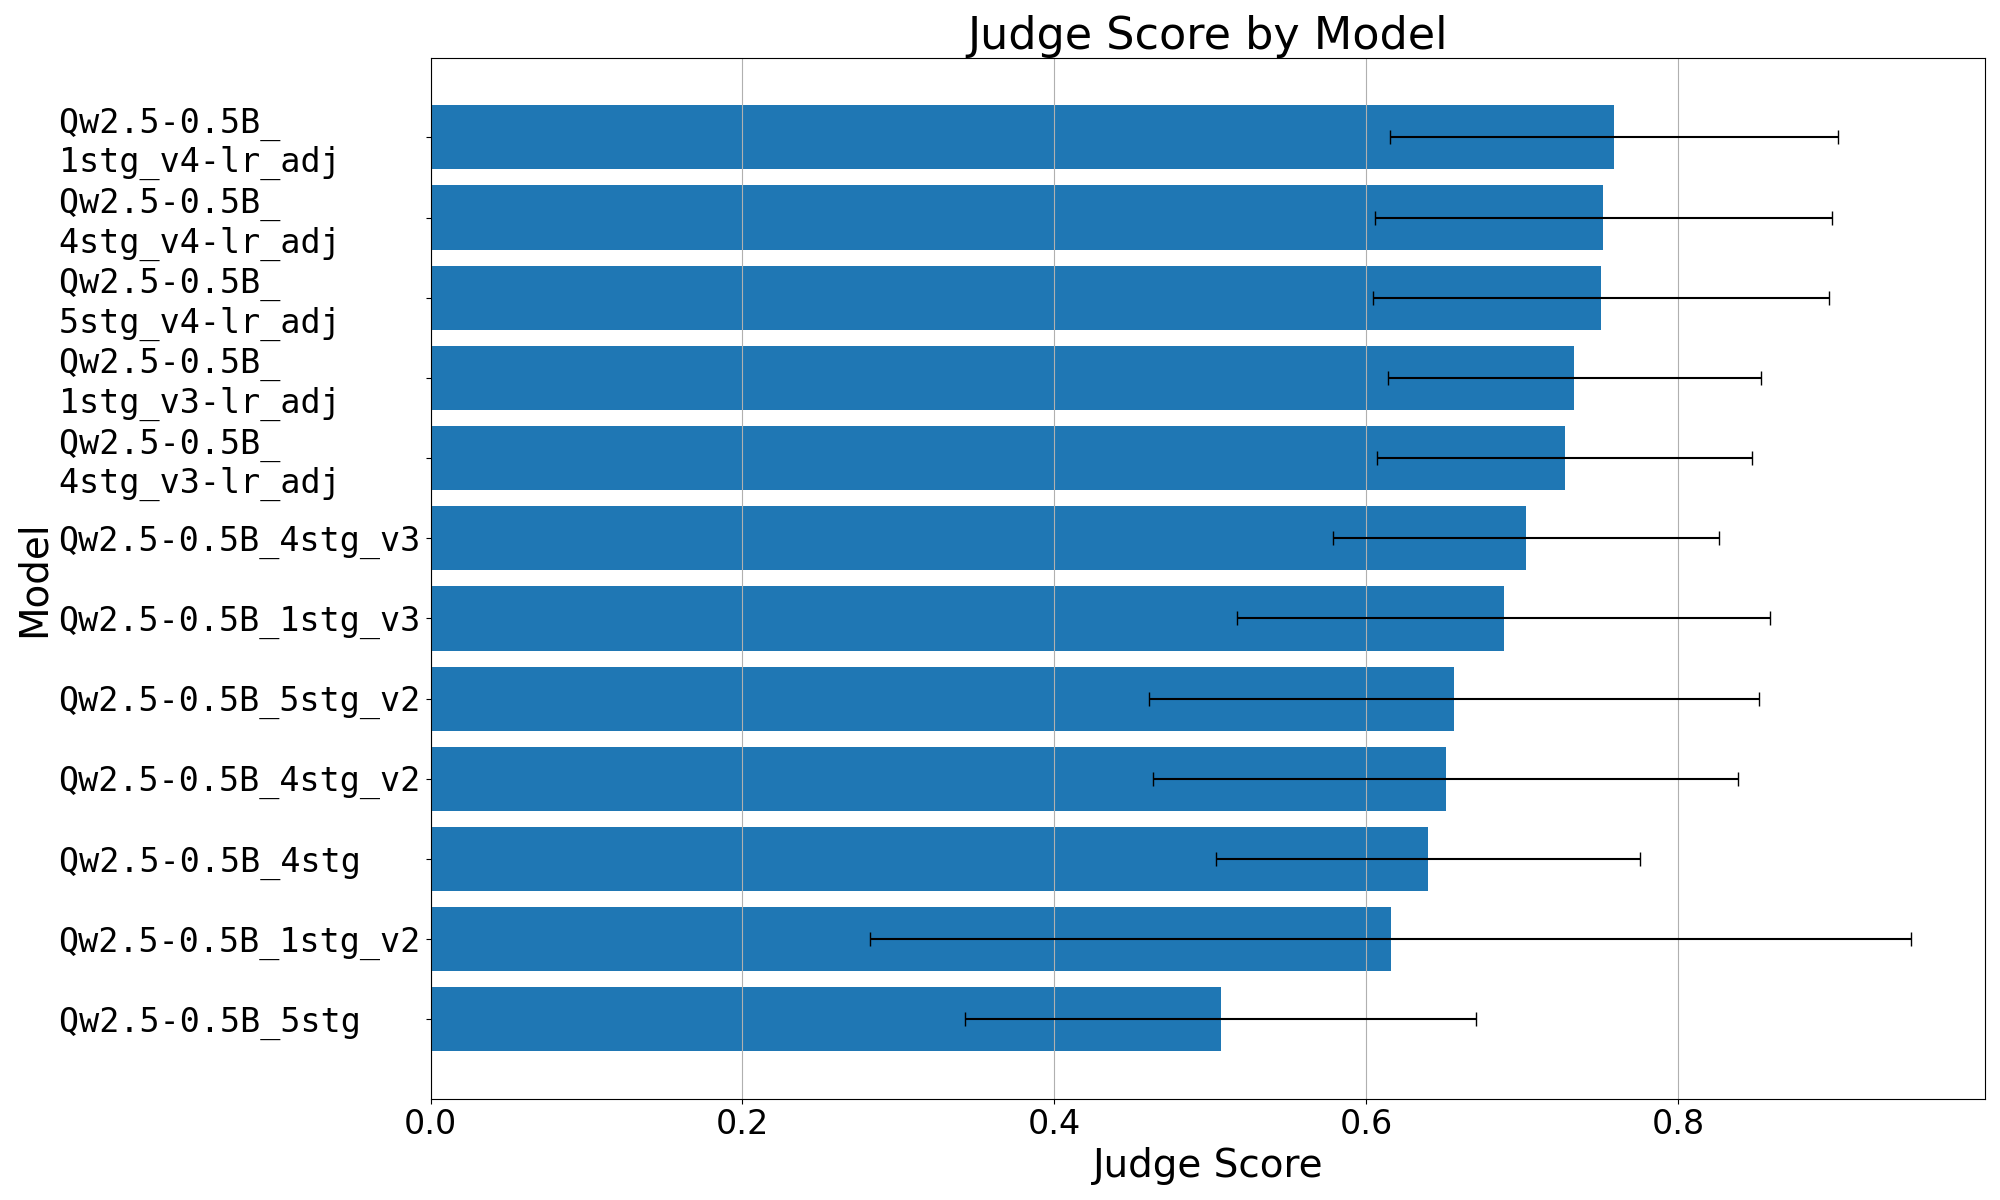 Judge Score by Model
Qw2.5-0.5B_
1stg_v4-lr_adj
Qw2.5-0.5B_
4stg_v4-lr_adj
Qw2.5-0.5B_
5stg_v4-lr_adj
Qw2.5-0.5B_
1stg_v3-lr_adj
Qw2.5-0.5B_
4stg_v3-lr_adj
Qw2.5-0.5B_4stg_v3
Qw2.5-0.5B_1stg_v3
Qw2.5-0.5B_5stg_v2
Qw2.5-0.5B_4stg_v2
Qw2.5-0.5B_4stg
Qw2.5-0.5B_1stg_v2
Qw2.5-0.5B_5stg
Model
0.0 0.2 0.4 0.6 0.8
Judge Score